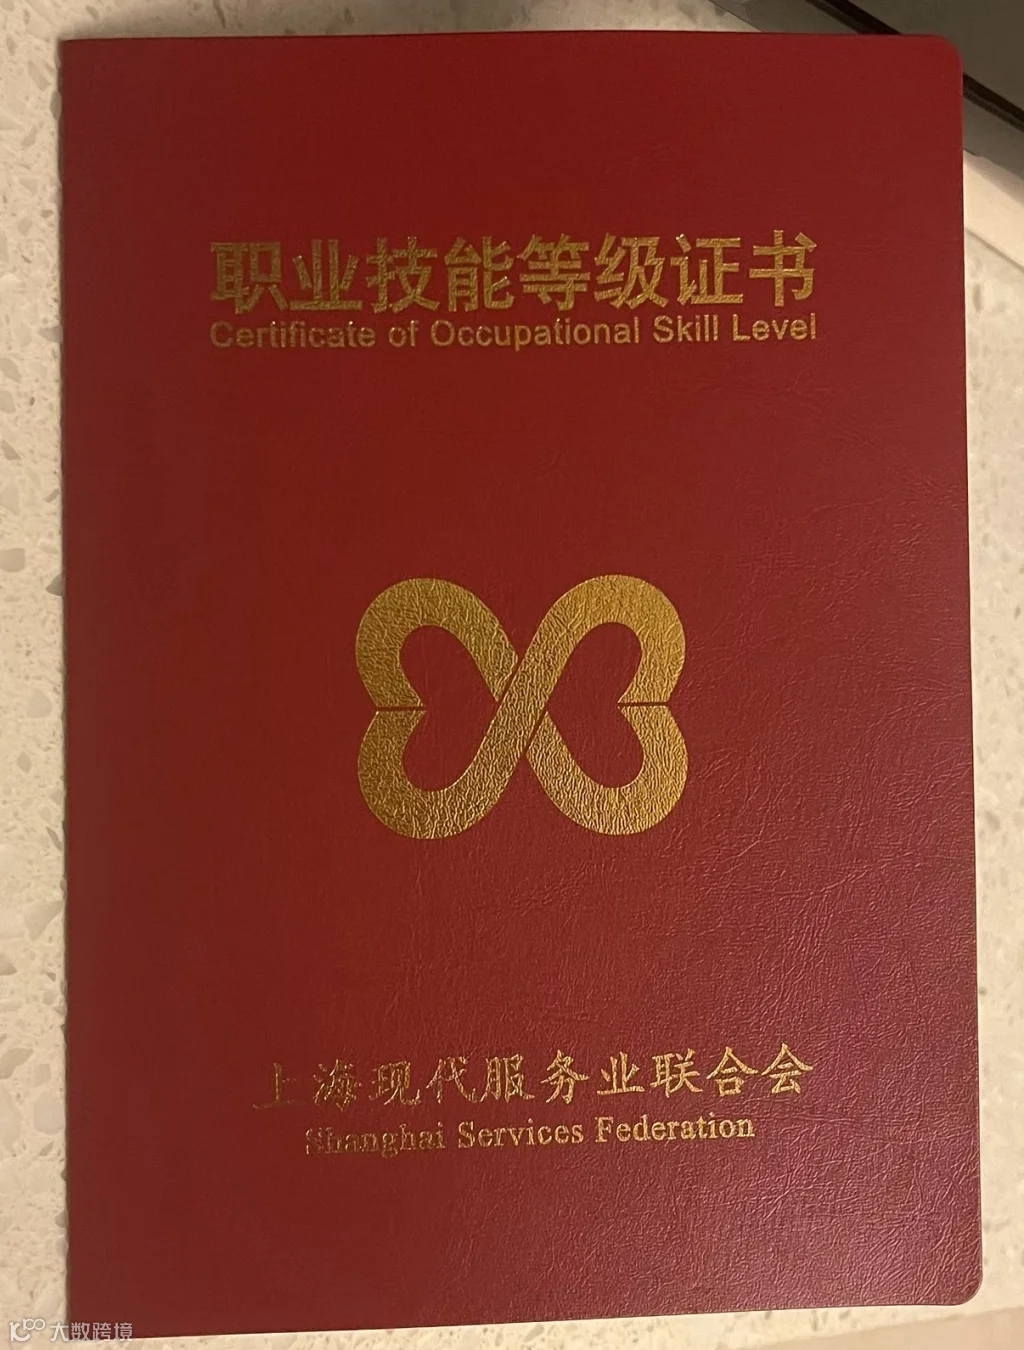 职业技能等级证书
Certificate of Occupational Skill Level
上海现代服务业联合会
Shanghai Services Federation
大数跨境